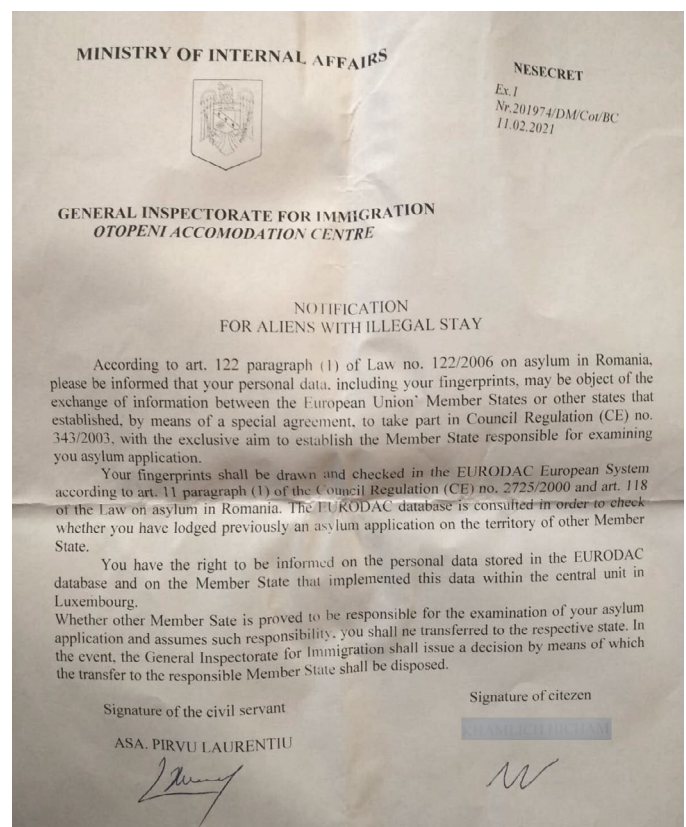 MINISTRY OF INTERNAL AFFAIRS
NESECRET
Ex.1
Nr.201974/DM/Cot/BC
11.02.2021
GENERAL INSPECTORATE FOR IMMIGRATION
OTOPENI ACCOMODATION CENTRE
NOTIFICATION
FOR ALIENS WITH ILLEGAL STAY
According to art. 122 paragraph (1) of Law no. 122/2006 on asylum in Romania,
please be informed that your personal data, including your fingerprints, may be object of the
exchange of information between the European Union' Member States or other states that
established, by means of a special agreement, to take part in Council Regulation (CE) no.
343/2003, with the exclusive aim to establish the Member State responsible for examining
you asylum application.
Your fingerprints shall be drawn and checked in the EURODAC European System
according to art. 11 paragraph (1) of the Council Regulation (CE) no. 2725/2000 and art. 118
of the Law on asylum in Romania. The EURODAC database is consulted in order to check
whether you have lodged previously an asylum application on the territory of other Member
State.
You have the right to be informed on the personal data stored in the EURODAC
database and on the Member State that implemented this data within the central unit in
Luxembourg.
Whether other Member Sate is proved to be responsible for the examination of your asylum
application and assumes such responsibility, you shall ne transferred to the respective state. In
the event, the General Inspectorate for Immigration shall issue a decision by means of which
the transfer to the responsible Member State shall be disposed.
Signature of the civil servant
Signature of citezen
ASA. PIRVU LAURENTIU